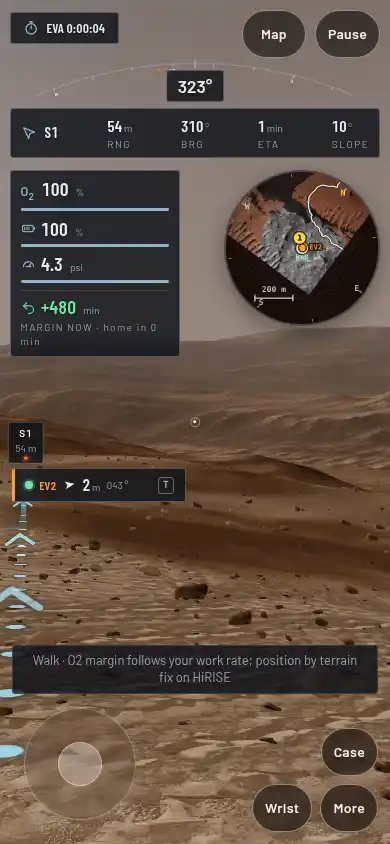 EVA 0:00:04
Map
Pause
323°
S1
54 m
RNG
310°
BRG
1 min
ETA
10°
SLOPE
O2 100 %
100 %
4.3 psi
+480 min
MARGIN NOW · home in 0
min
N
W
1
EV2
HAB
200 m
S
E
S1
54 m
EV2 2 m 043° T
Walk · O2 margin follows your work rate; position by terrain
fix on HiRISE
Case
Wrist
More